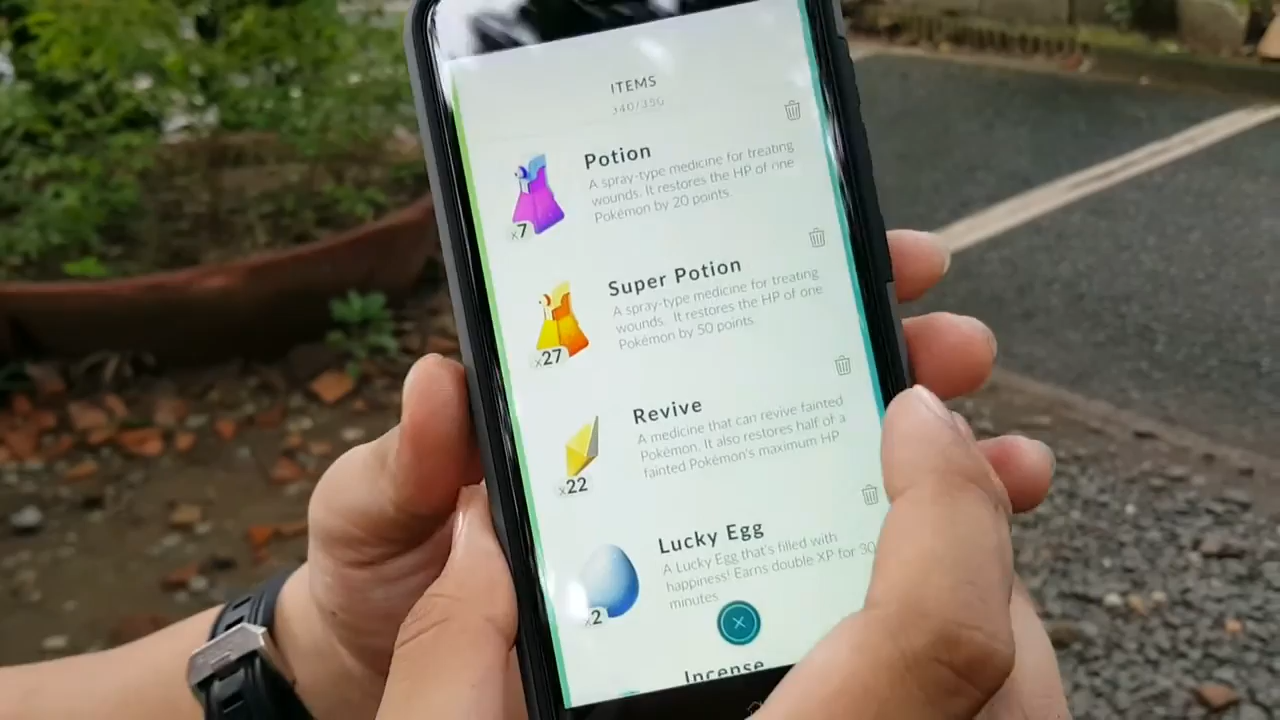 ITEMS
340/350
Potion
A spray-type medicine for treating
wounds. It restores the HP of one
Pokémon by 20 points.
x7
Super Potion
A spray-type medicine for treating
wounds. It restores the HP of one
Pokémon by 50 points.
x27
Revive
A medicine that can revive fainted
Pokémon. It also restores half of a
fainted Pokémon's maximum HP
x22
Lucky Egg
A Lucky Egg that's filled with
happiness! Earns double XP for 30
minutes
x2
Incense